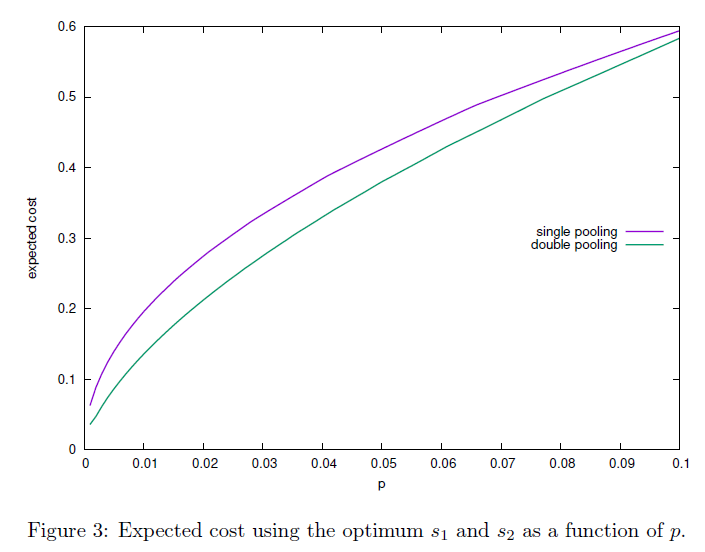 0.6
0.5
0.4
0.3
0.2
0.1
0
expected cost
single pooling
double pooling
0 0.01 0.02 0.03 0.04 0.05 0.06 0.07 0.08 0.09 0.1
p
Figure 3: Expected cost using the optimum s₁ and s₂ as a function of p.